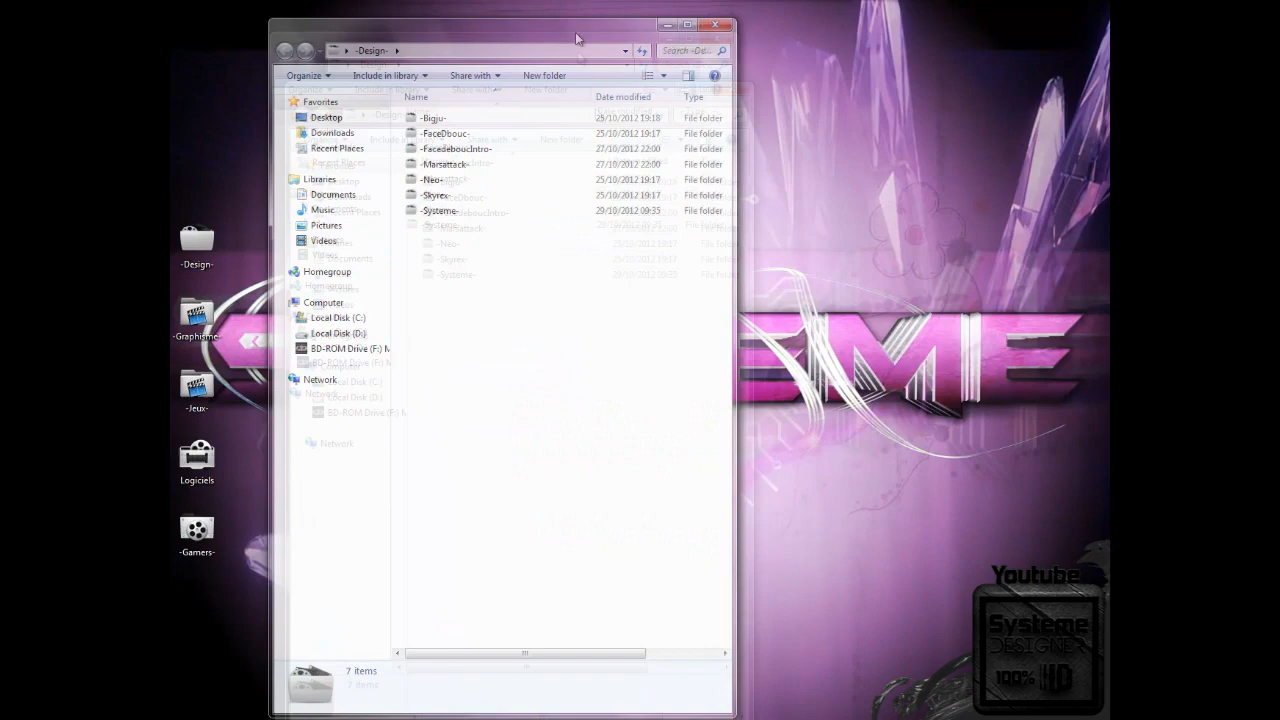 -Design-
Search -De...
Organize
Include in library
Share with
New folder
Name
Date modified
Type
Favorites
Desktop
Downloads
Recent Places
Libraries
Documents
Music
Pictures
Videos
Homegroup
Computer
Local Disk (C:)
Local Disk (D:)
BD-ROM Drive (F:) M
Network
-Bigju- 25/10/2012 19:18 File folder
-FaceDbouc- 25/10/2012 19:17 File folder
-FacedeboucIntro- 27/10/2012 22:00 File folder
-Marsattack- 27/10/2012 22:00 File folder
-Neo- 25/10/2012 19:17 File folder
-Skyrex- 25/10/2012 19:17 File folder
-Systeme- 29/10/2012 09:35 File folder
7 items
-Design-
-Graphisme-
-Jeux-
Logiciels
-Gamers-
EME
Youtube
Systeme
DESIGNER
100% HD